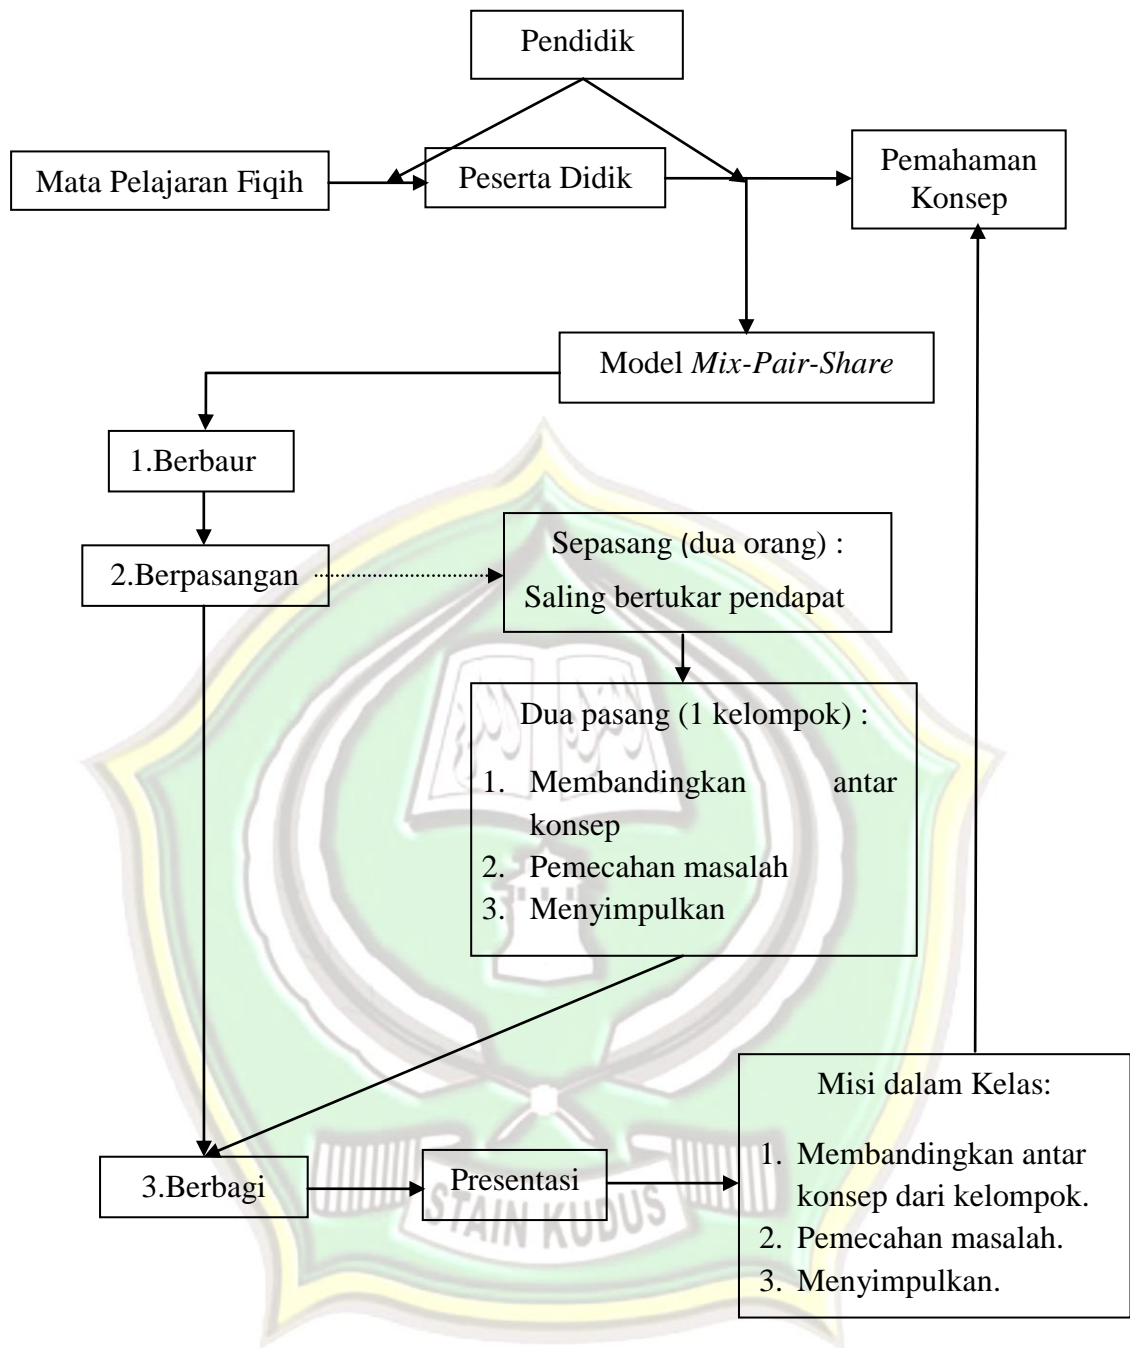 Pendidik
Mata Pelajaran Fiqih
Peserta Didik
Pemahaman
Konsep
Model Mix-Pair-Share
1.Berbaur
2.Berpasangan
Sepasang (dua orang) :
Saling bertukar pendapat
Dua pasang (1 kelompok) :
1. Membandingkan antar
konsep
2. Pemecahan masalah
3. Menyimpulkan
3.Berbagi
Presentasi
Misi dalam Kelas:
1. Membandingkan antar
konsep dari kelompok.
2. Pemecahan masalah.
3. Menyimpulkan.
STAIN KUDUS